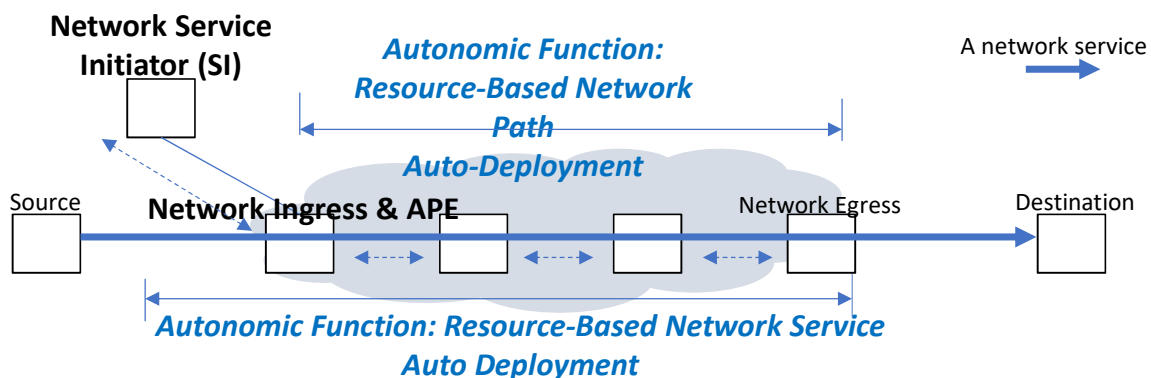 Network Service
Initiator (SI)
Autonomic Function:
Resource-Based Network
Path
Auto-Deployment
A network service
Source
Network Ingress & APE
Network Egress
Destination
Autonomic Function: Resource-Based Network Service
Auto Deployment